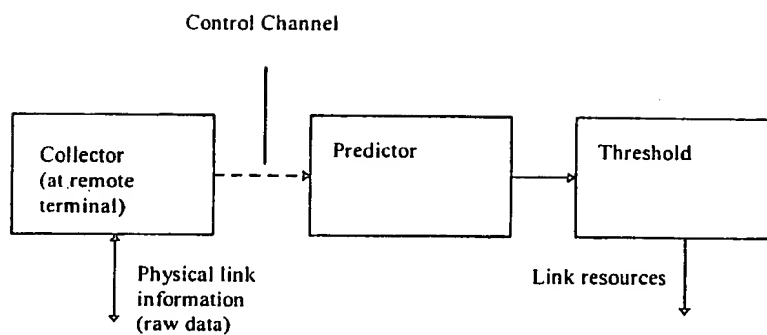 Control Channel
Collector
(at remote
terminal)
Predictor
Threshold
Physical link
information
(raw data)
Link resources